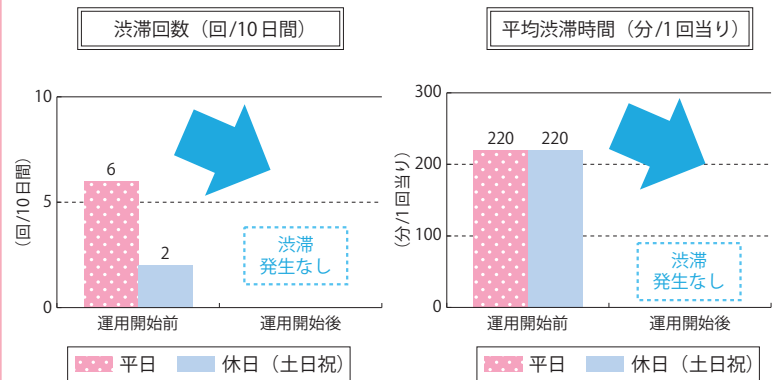 渋滞回数（回/10日間）
10
5
0
(回/10日間)
6
2
渋滞
発生なし
運用開始前
運用開始後
平日
休日（土日祝）
平均渋滞時間（分/1回当り）
300
200
100
0
(分/1回当り)
220
220
渋滞
発生なし
運用開始前
運用開始後
平日
休日（土日祝）